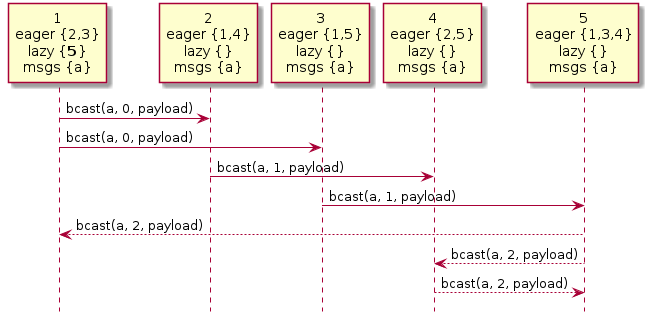 1
eager {2,3}
lazy {5}
msgs {a}
2
eager {1,4}
lazy {}
msgs {a}
3
eager {1,5}
lazy {}
msgs {a}
4
eager {2,5}
lazy {}
msgs {a}
5
eager {1,3,4}
lazy {}
msgs {a}
bcast(a, 0, payload)
bcast(a, 0, payload)
bcast(a, 1, payload)
bcast(a, 1, payload)
bcast(a, 2, payload)
bcast(a, 2, payload)
bcast(a, 2, payload)